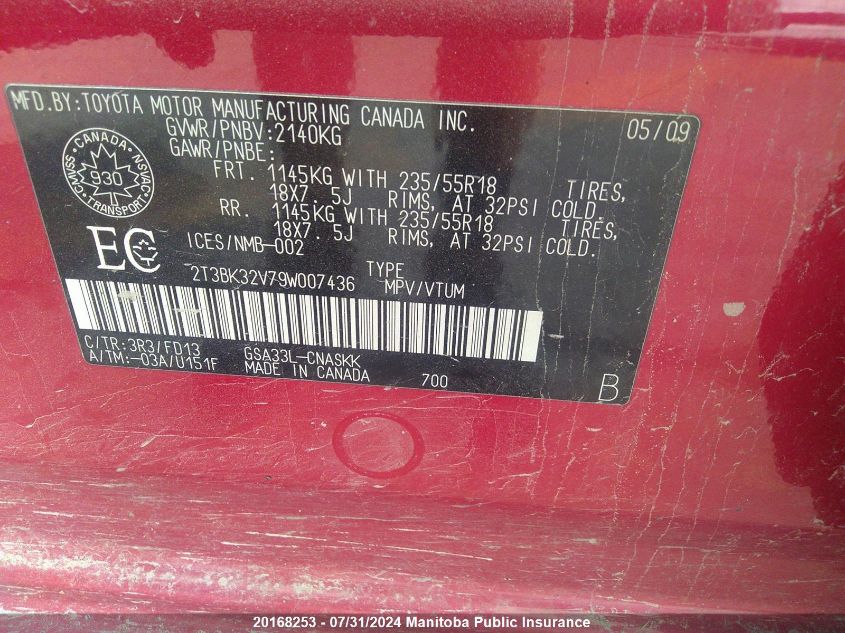 MFD.BY:TOYOTA MOTOR MANUFACTURING CANADA INC. 05/09
GVWR/PNBV:2140KG
GAWR/PNBE:
FRT. 1145KG WITH 235/55R18 TIRES,
18X7.5J RIMS, AT 32PSI COLD.
RR. 1145KG WITH 235/55R18 TIRES,
18X7.5J RIMS, AT 32PSI COLD.
CANADA
CMVSS 930 NSVAC
TRANSPORT
EC ICES/NMB-002
2T3BK32V79W007436 TYPE
MPV/VTUM
C/TR:3R3/FD13 GSA33L-CNASKK
A/TM:-03A/U151F MADE IN CANADA 700 B
20168253 - 07/31/2024 Manitoba Public Insurance